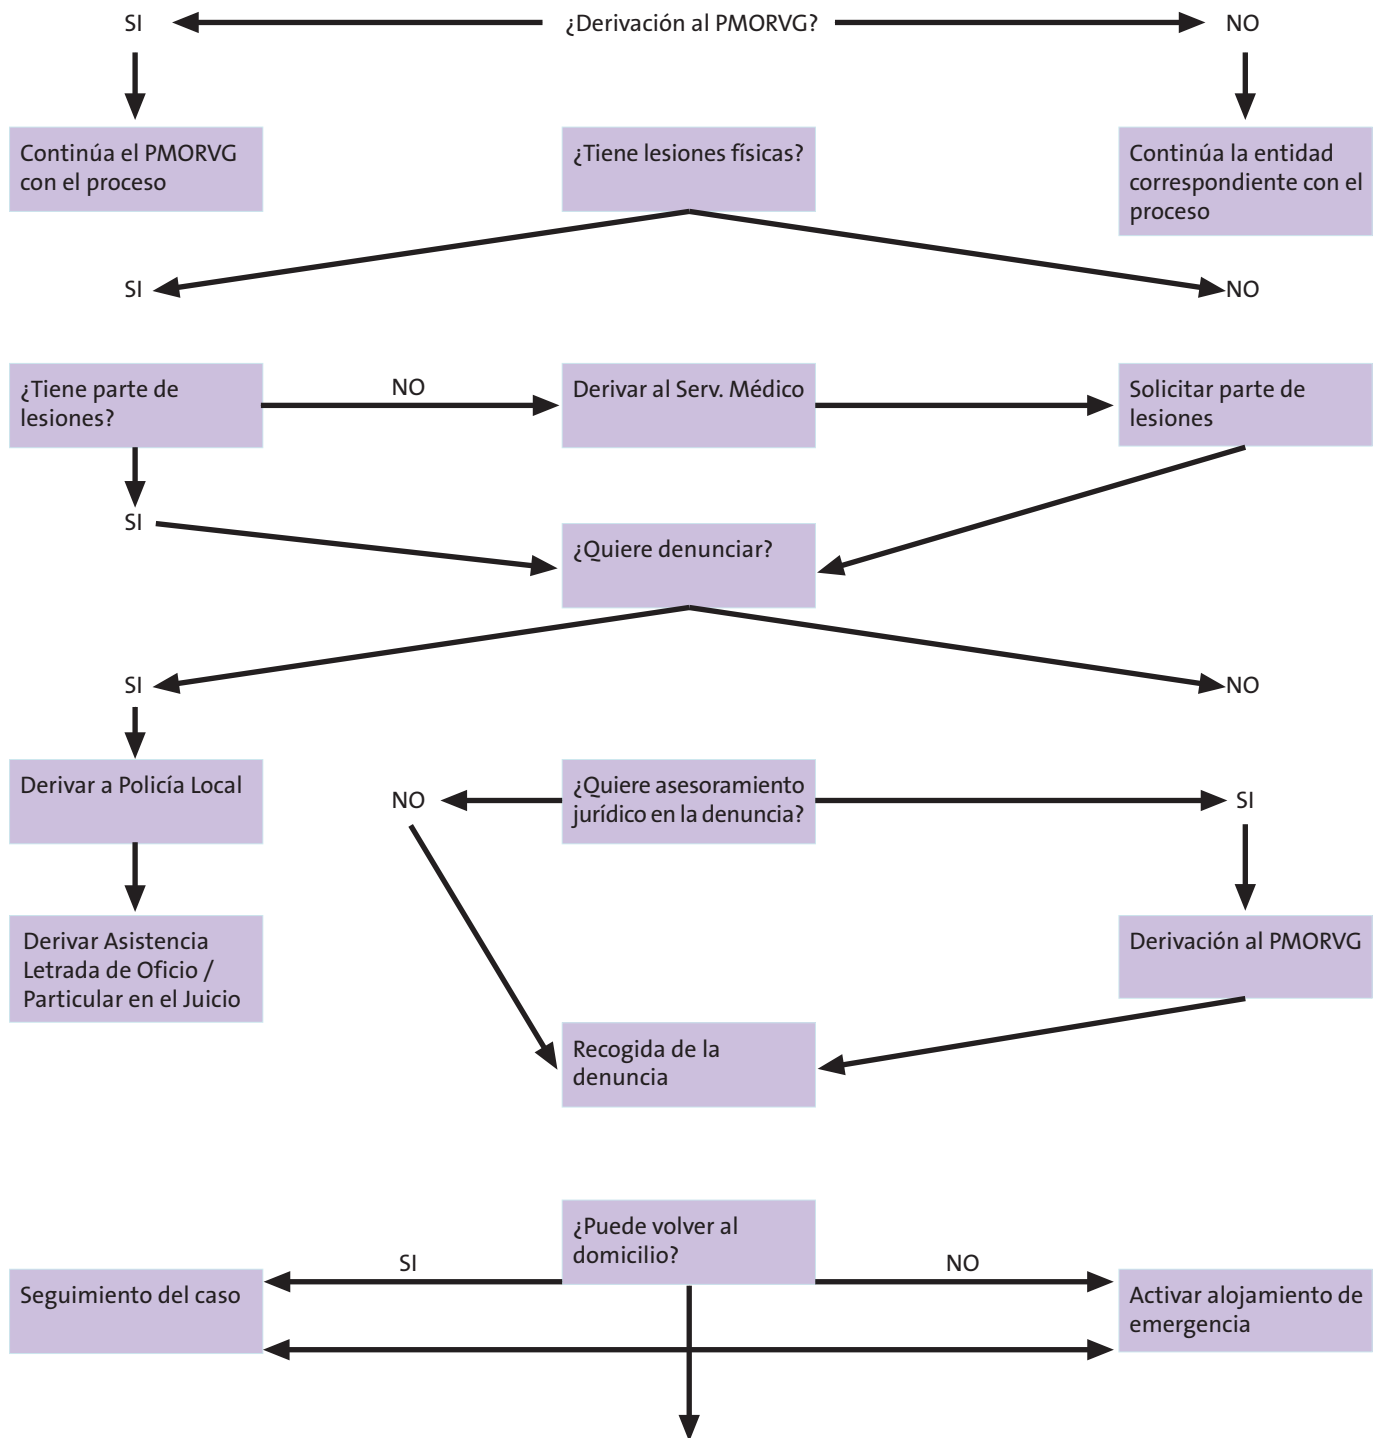 SI
¿Derivación al PMORVG?
NO
Continúa el PMORVG
con el proceso
¿Tiene lesiones físicas?
Continúa la entidad
correspondiente con el
proceso
SI
NO
¿Tiene parte de
lesiones?
NO
Derivar al Serv. Médico
Solicitar parte de
lesiones
SI
¿Quiere denunciar?
SI
NO
Derivar a Policía Local
NO
¿Quiere asesoramiento
jurídico en la denuncia?
SI
Derivar Asistencia
Letrada de Oficio /
Particular en el Juicio
Derivación al PMORVG
Recogida de la
denuncia
¿Puede volver al
domicilio?
SI
NO
Seguimiento del caso
Activar alojamiento de
emergencia